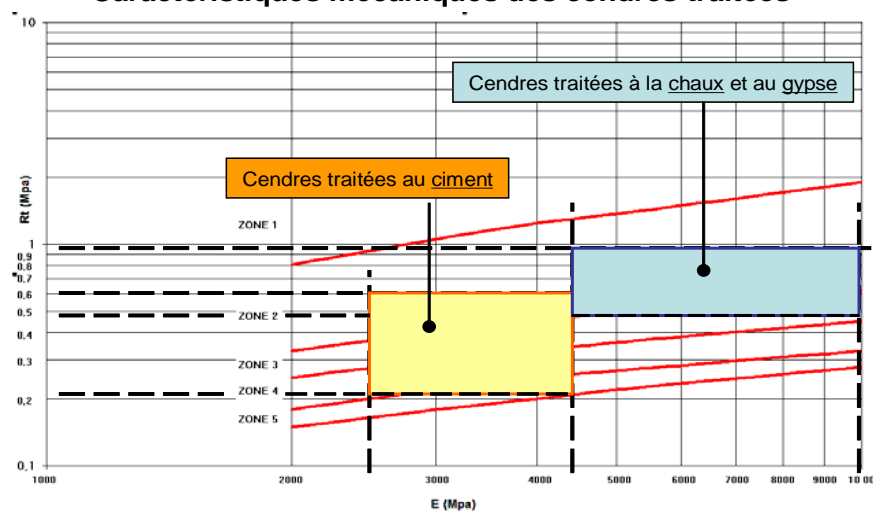 Caractéristiques mécaniques des cendres traitées
10
Cendres traitées à la chaux et au gypse
Cendres traitées au ciment
Rt (Mpa)
ZONE 1
1
0,9
0,8
0,7
0,6
0,5
ZONE 2
0,4
0,3
ZONE 3
ZONE 4
0,2
ZONE 5
0,1
1000
2000
3000
4000
5000
6000
7000
8000
9000
10 00
E (Mpa)